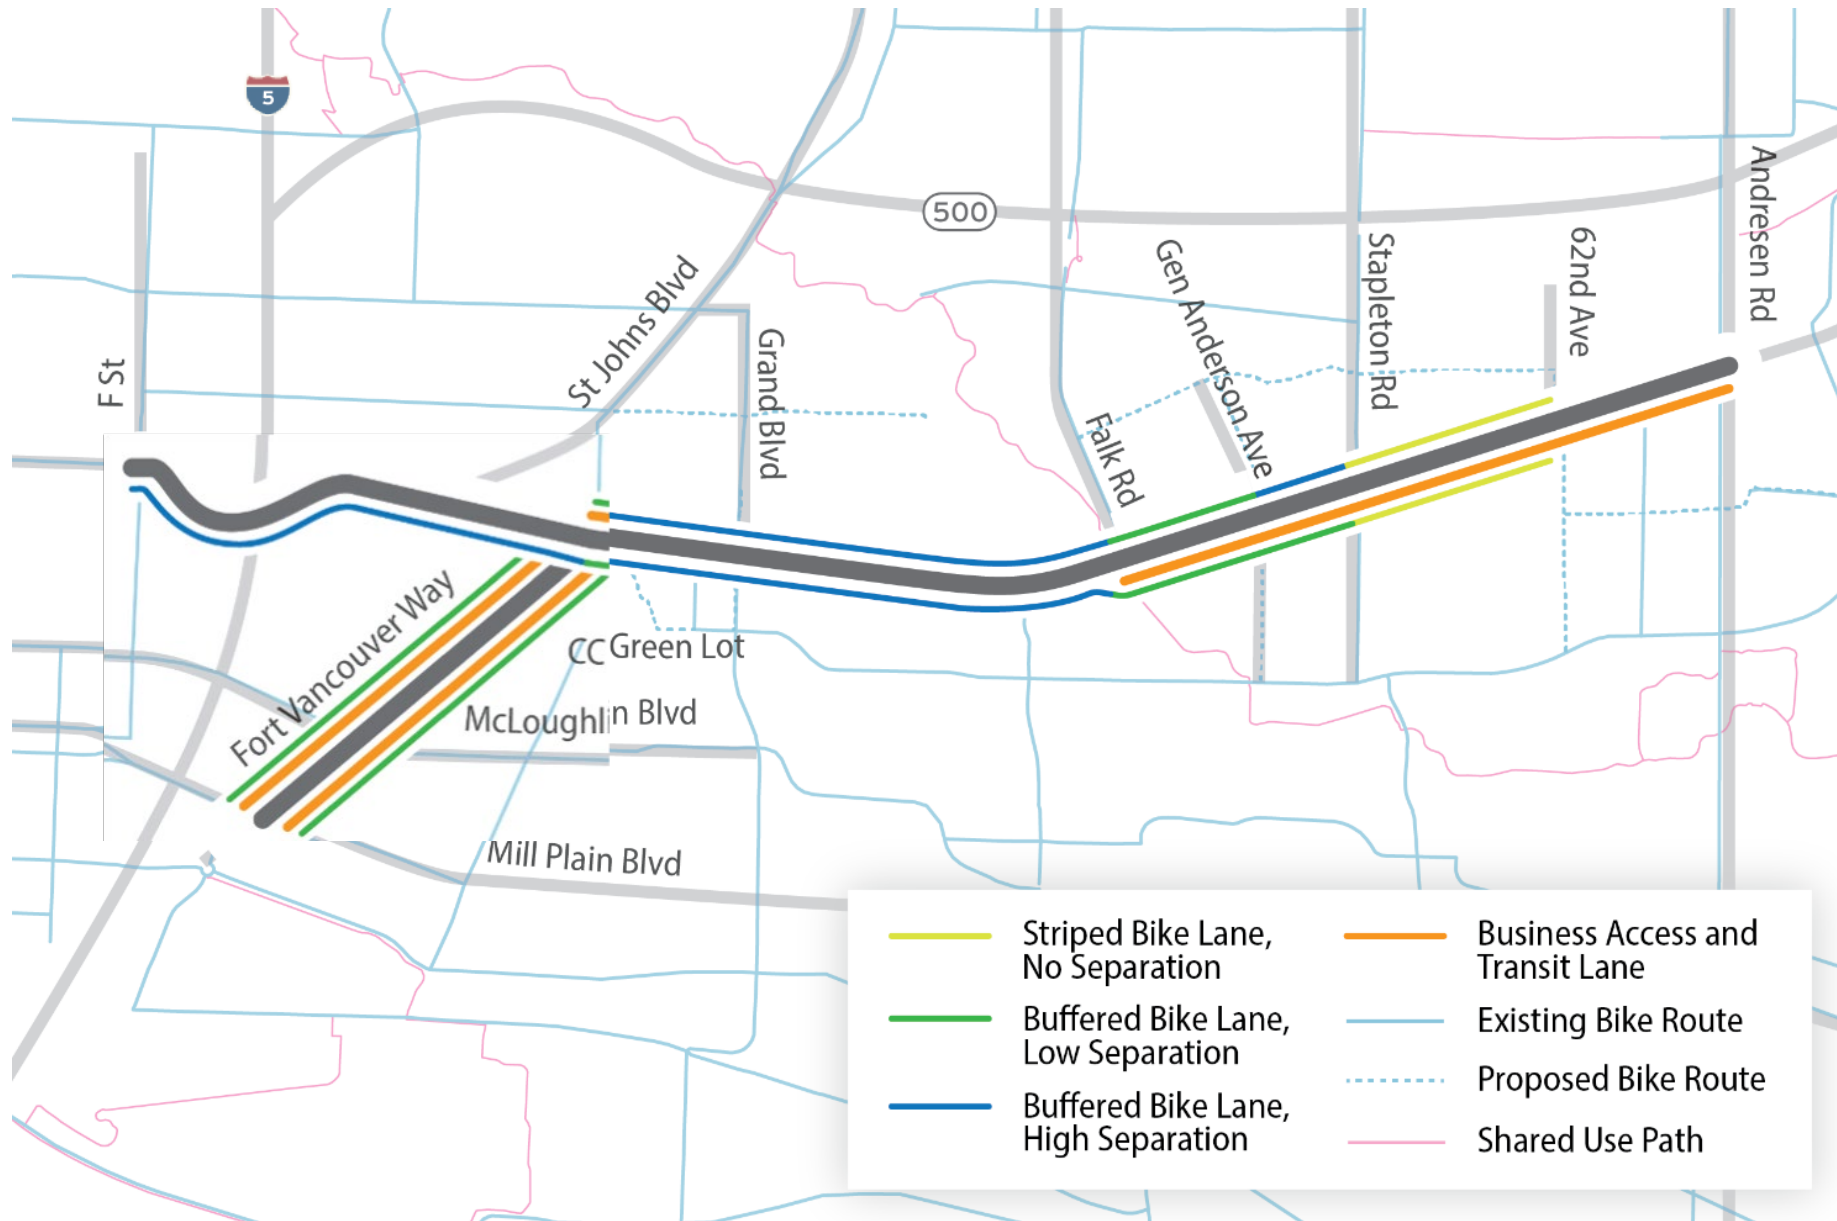 5
500
Andresen Rd
62nd Ave
Stapleton Rd
Gen Anderson Ave
St Johns Blvd
Grand Blvd
F St
Falk Rd
Fort Vancouver Way
CC Green Lot
McLoughlin Blvd
Mill Plain Blvd
Striped Bike Lane,
No Separation
Buffered Bike Lane,
Low Separation
Buffered Bike Lane,
High Separation
Business Access and
Transit Lane
Existing Bike Route
Proposed Bike Route
Shared Use Path